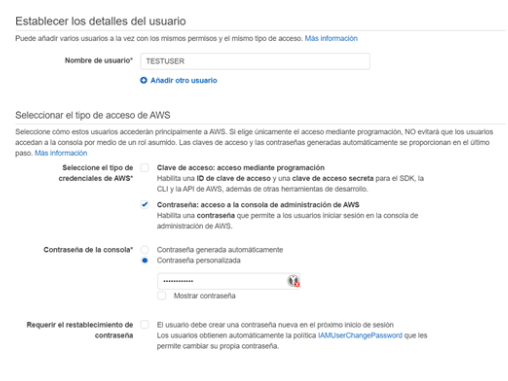 Establecer los detalles del usuario
Puede añadir varios usuarios a la vez con los mismos permisos y el mismo tipo de acceso. Más información
Nombre de usuario*
TESTUSER
Añadir otro usuario
Seleccionar el tipo de acceso de AWS
Seleccione cómo estos usuarios accederán principalmente a AWS. Si elige únicamente el acceso mediante programación, NO evitará que los usuarios
accedan a la consola por medio de un rol asumido. Las claves de acceso y las contraseñas generadas automáticamente se proporcionan en el último
paso. Más información
Seleccione el tipo de
credenciales de AWS*
Clave de acceso: acceso mediante programación
Habilita una ID de clave de acceso y una clave de acceso secreta para el SDK, la
CLI y la API de AWS, además de otras herramientas de desarrollo.
Contraseña: acceso a la consola de administración de AWS
Habilita una contraseña que permite a los usuarios iniciar sesión en la consola de
administración de AWS.
Contraseña de la consola*
Contraseña generada automáticamente
Contraseña personalizada
••••••••••••
Mostrar contraseña
Requerir el restablecimiento de
contraseña
El usuario debe crear una contraseña nueva en el próximo inicio de sesión
Los usuarios obtienen automáticamente la política IAMUserChangePassword que les
permite cambiar su propia contraseña.